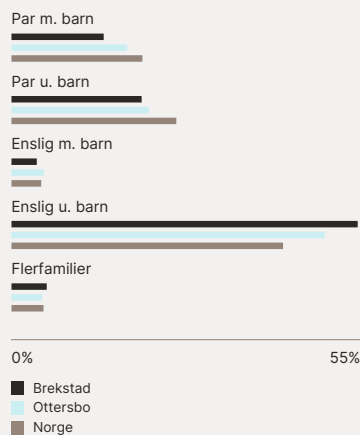 Par m. barn
Par u. barn
Enslig m. barn
Enslig u. barn
Flerfamilier
0% 55%
Brekstad
Ottersbo
Norge